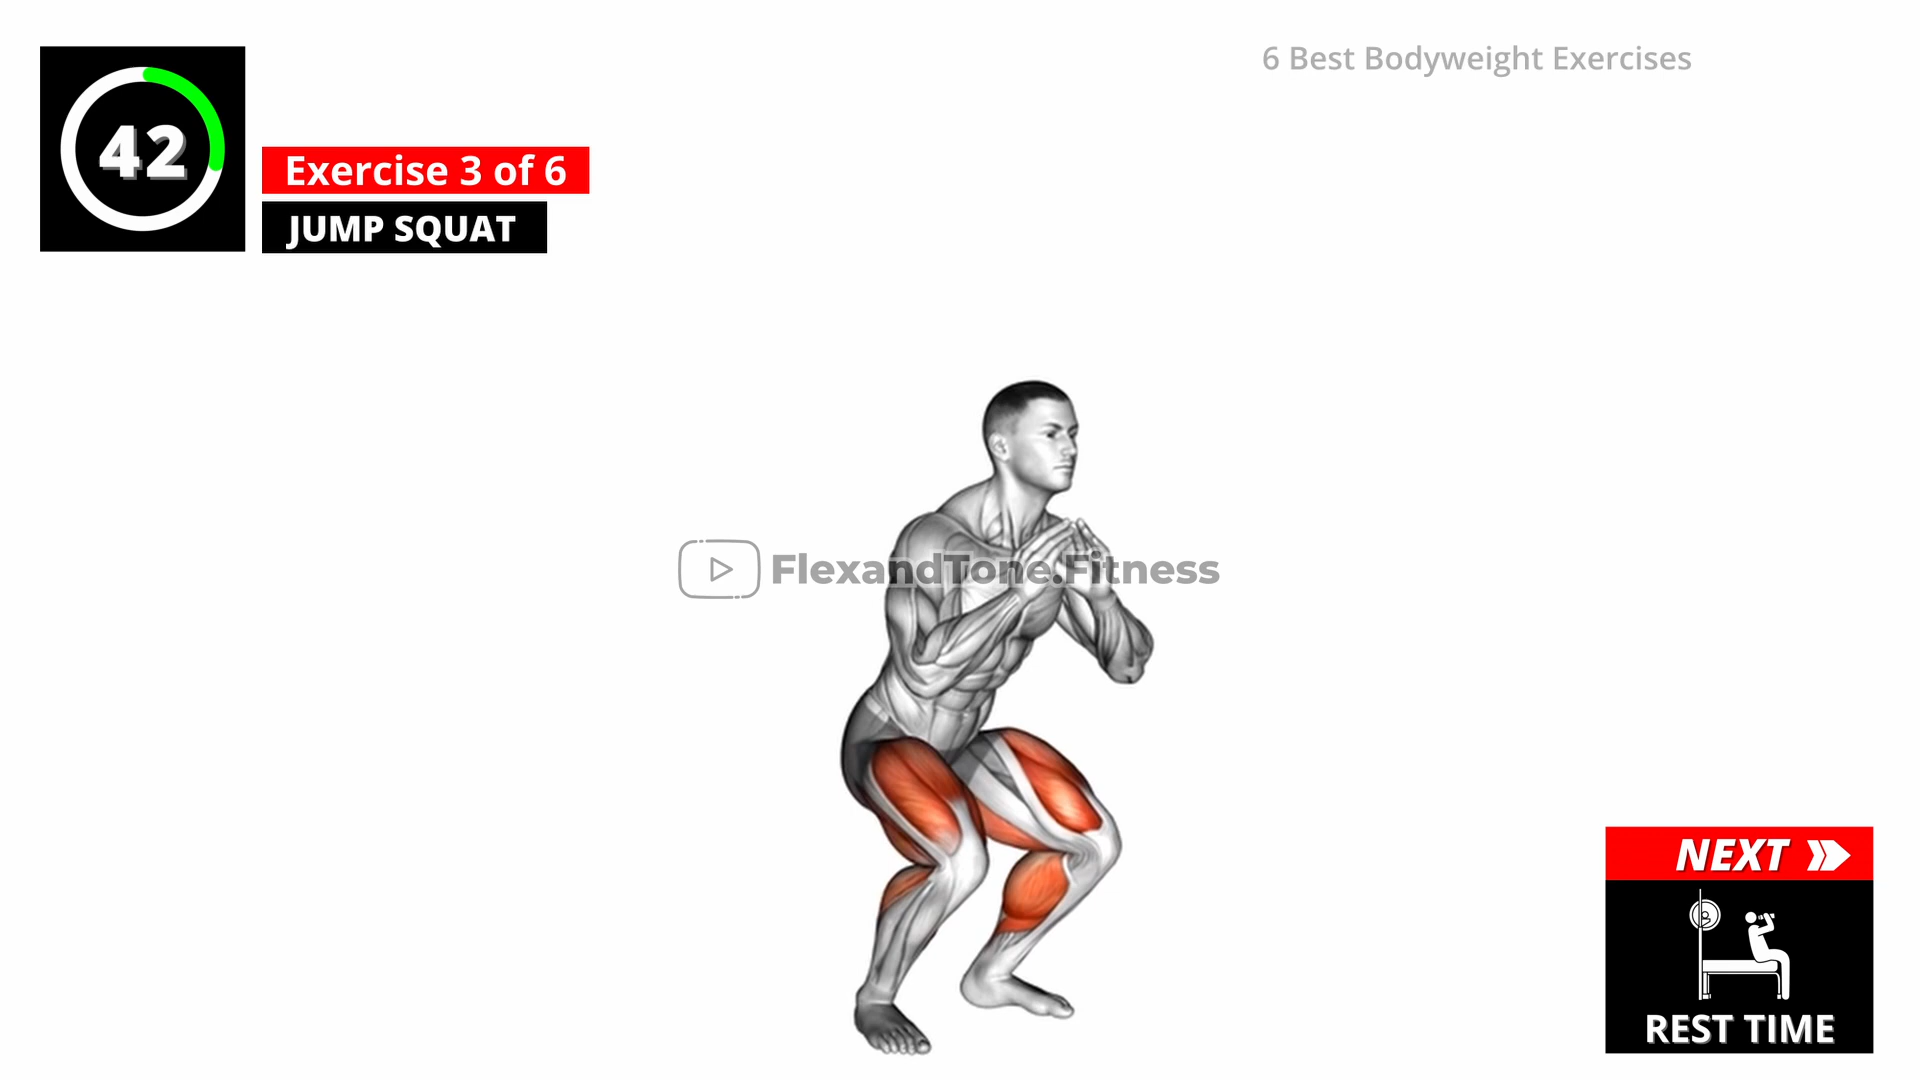 6 Best Bodyweight Exercises
42
Exercise 3 of 6
JUMP SQUAT
FlexandTone.Fitness
NEXT
REST TIME